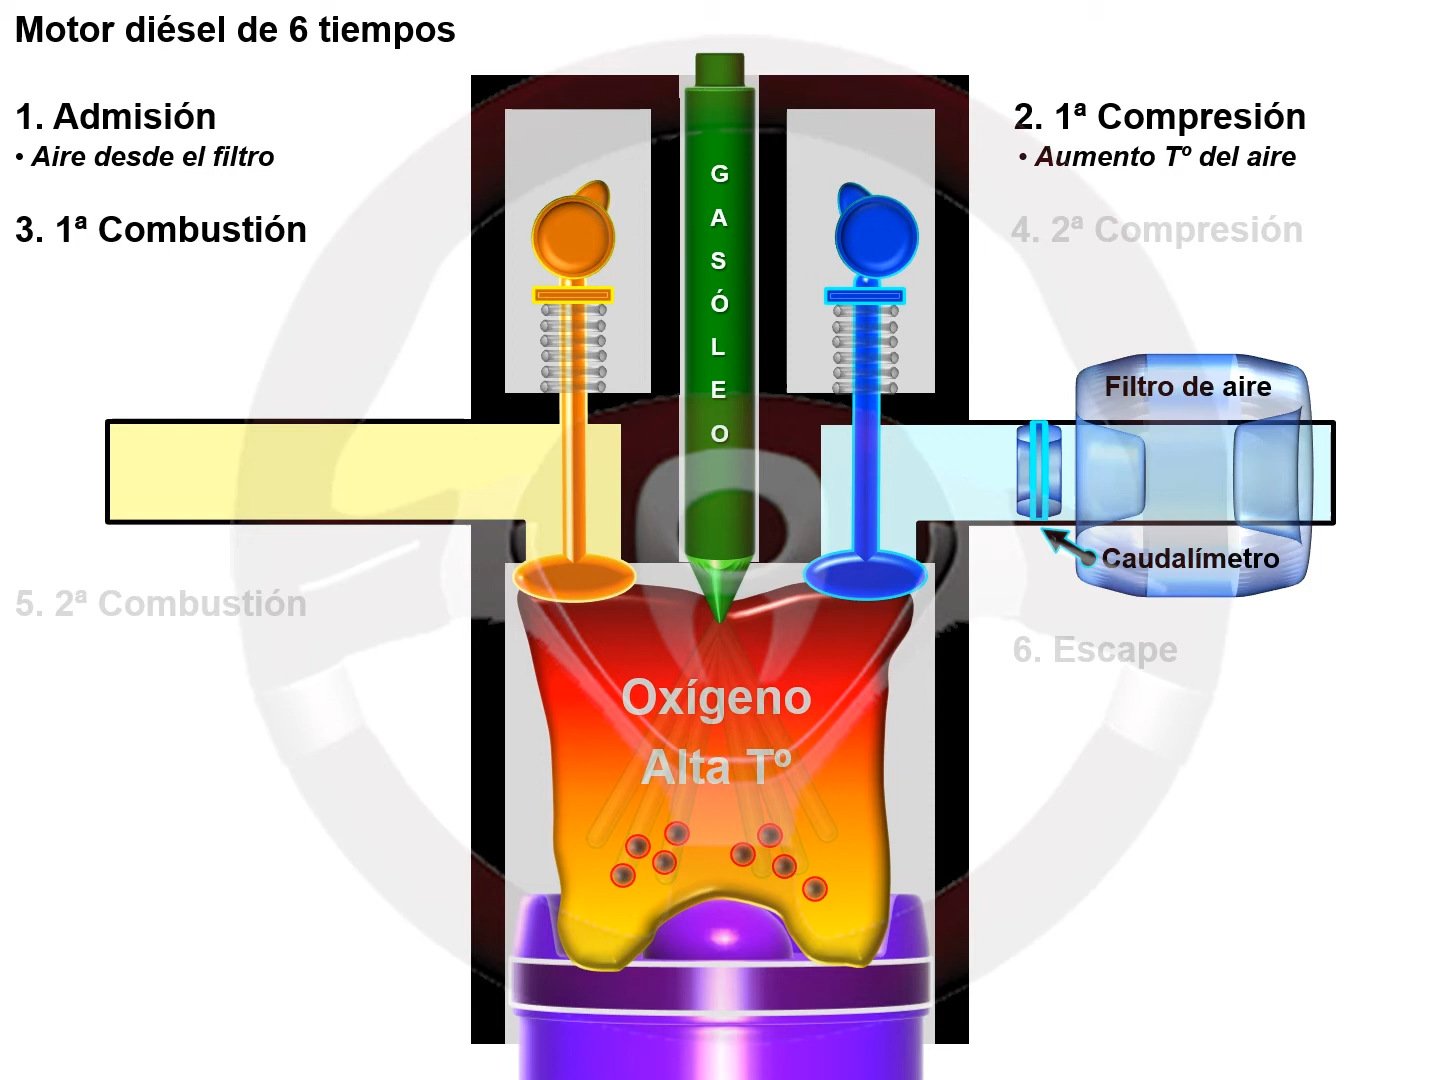 Motor diésel de 6 tiempos
1. Admisión
• Aire desde el filtro
2. 1ª Compresión
• Aumento Tº del aire
3. 1ª Combustión
4. 2ª Compresión
GASÓLEO
Filtro de aire
Caudalímetro
5. 2ª Combustión
6. Escape
Oxígeno
Alta Tº